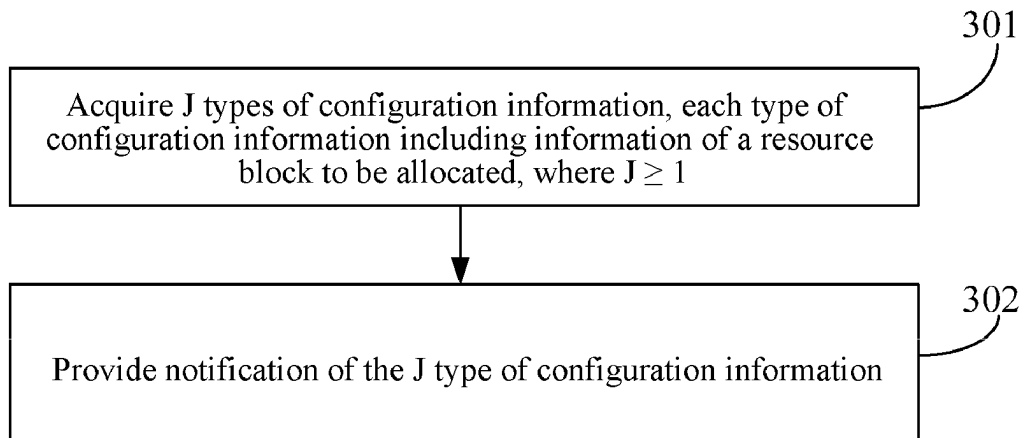 301
Acquire J types of configuration information, each type of
configuration information including information of a resource
block to be allocated, where J ≥ 1
302
Provide notification of the J type of configuration information